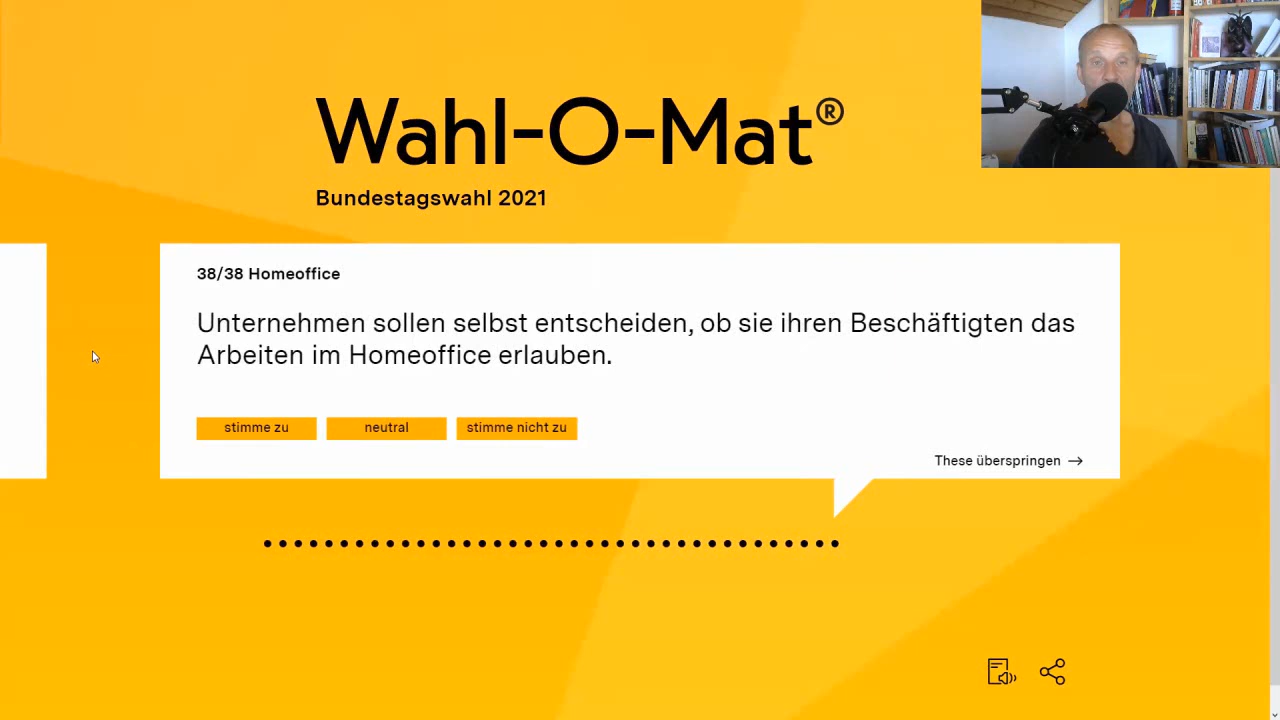 Wahl-O-Mat®
Bundestagswahl 2021
38/38 Homeoffice
Unternehmen sollen selbst entscheiden, ob sie ihren Beschäftigten das
Arbeiten im Homeoffice erlauben.
stimme zu
neutral
stimme nicht zu
These überspringen →